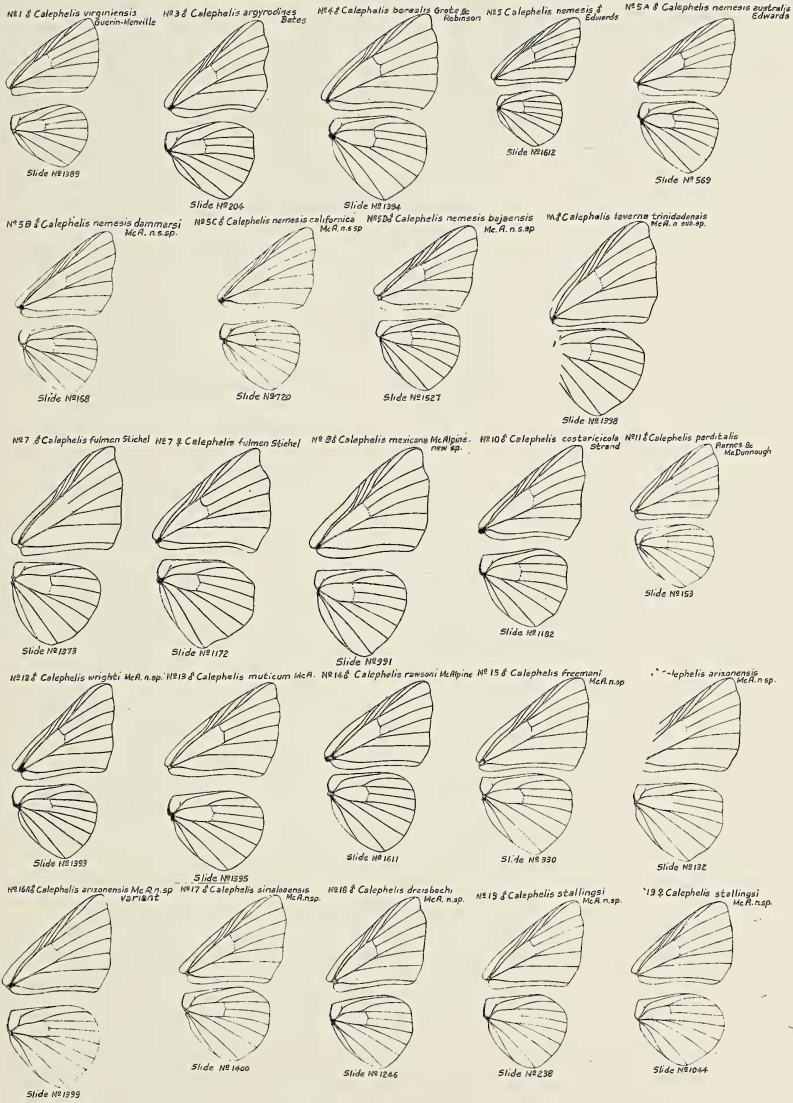 Nº1 ♂ Calephelis virginiensis
Guerin-Menville
Nº3 ♂ Calephelis argyrodines
Bates
Nº4 ♂ Calephelis borealis Grote &
Robinson
Nº5 Calephelis nemesis ♂
Edwards
Nº5A ♂ Calephelis nemesis australis
Edwards
Slide Nº1389
Slide Nº204
Slide Nº1394
Slide Nº1612
Slide Nº569
Nº5B ♂ Calephelis nemesis dammersi
McA. n.s.sp.
Nº5C ♂ Calephelis nemesis californica
McA. n.s.sp
Nº5D ♂ Calephelis nemesis bajaensis
Mc.A. n.s.sp
♂ Calephelis laverna trinidadensis
McA. n sub.sp.
Slide Nº168
Slide Nº720
Slide Nº1527
Slide Nº1398
Nº7 ♂ Calephelis fulmen Stichel
Nº7 ♀ Calephelis fulmen Stichel
Nº9 ♂ Calephelis mexicana McAlpine.
new sp.
Nº10 ♂ Calephelis costaricicola
Strand
Nº11 ♂ Calephelis perditalis
Barnes &
McDunnough
Slide Nº1373
Slide Nº1172
Slide Nº991
Slide Nº1182
Slide Nº153
Nº12 ♂ Calephelis wrighti McA. n.sp.
Nº13 ♂ Calephelis muticum McA.
Nº14 ♂ Calephelis rawsoni McAlpine
Nº15 ♂ Calephelis freemani
McA. n.sp
lephelis arizonensis
McA. n sp.
Slide Nº1393
Slide Nº1395
Slide Nº1611
Slide Nº330
Slide Nº132
Nº16A ♂ Calephelis arizonensis McA n.sp
variant
Nº17 ♂ Calephelis sinaloaensis
McA. n.sp.
Nº18 ♂ Calephelis dreisbachi
McA. n.sp.
Nº19 ♂ Calephelis stallingsi
McA. n.sp.
19 ♀ Calephelis stallingsi
McA. n.sp.
Slide Nº1399
Slide Nº1400
Slide Nº1246
Slide Nº238
Slide Nº1044